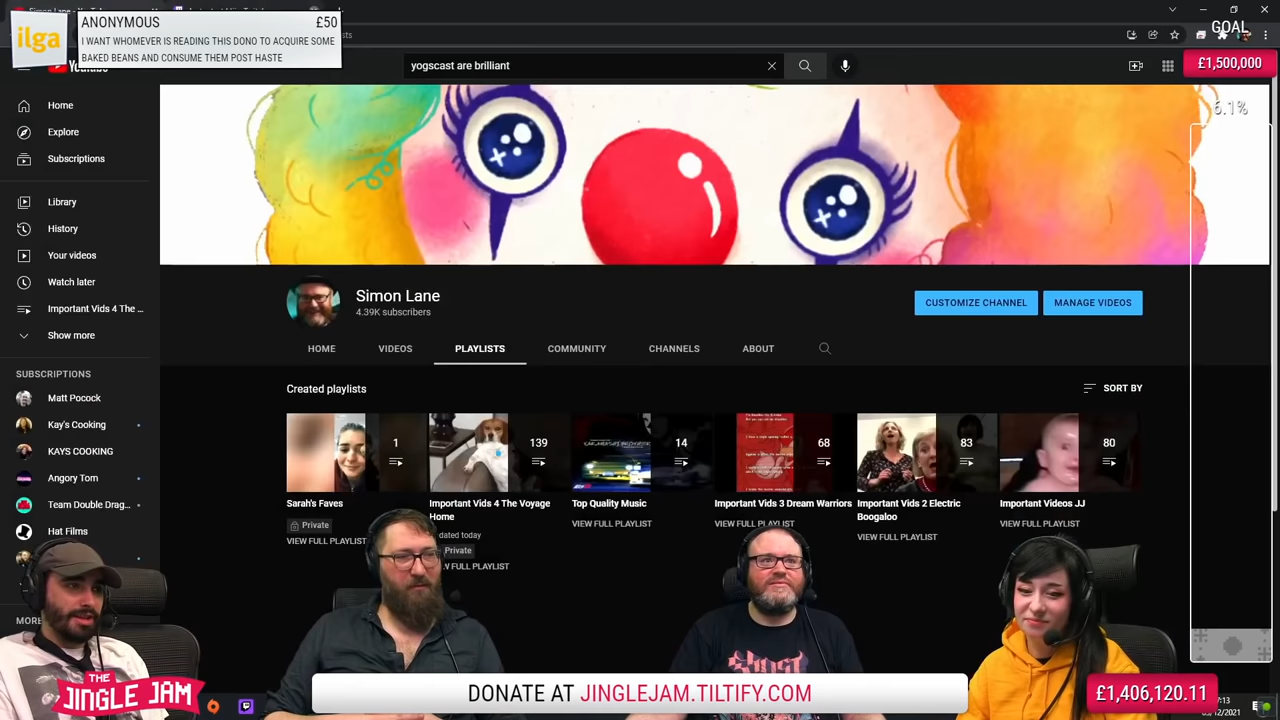 ilga
ANONYMOUS £50
I WANT WHOMEVER IS READING THIS DONO TO ACQUIRE SOME
BAKED BEANS AND CONSUME THEM POST HASTE
yogscast are brilliant
GOAL
£1,500,000
6.1%
Home
Explore
Subscriptions
Library
History
Your videos
Watch later
Important Vids 4 The ...
Show more
SUBSCRIPTIONS
Matt Pocock
Kay's Cooking
KAYS COOKING
Angory Tom
Team Double Drag...
Hat Films
Simon Lane
4.39K subscribers
CUSTOMIZE CHANNEL
MANAGE VIDEOS
HOME VIDEOS PLAYLISTS COMMUNITY CHANNELS ABOUT
Created playlists
SORT BY
1
Sarah's Faves
Private
VIEW FULL PLAYLIST
139
Important Vids 4 The Voyage
Home
dated today
Private
W FULL PLAYLIST
14
Top Quality Music
VIEW FULL PLAYLIST
68
Important Vids 3 Dream Warriors
VIEW FULL PLAYLIST
83
Important Vids 2 Electric
Boogaloo
VIEW FULL PLAYLIST
80
Important Videos JJ
VIEW FULL PLAYLIST
MORE
THE
JINGLE JAM
DONATE AT JINGLEJAM.TILTIFY.COM
£1,406,120.11